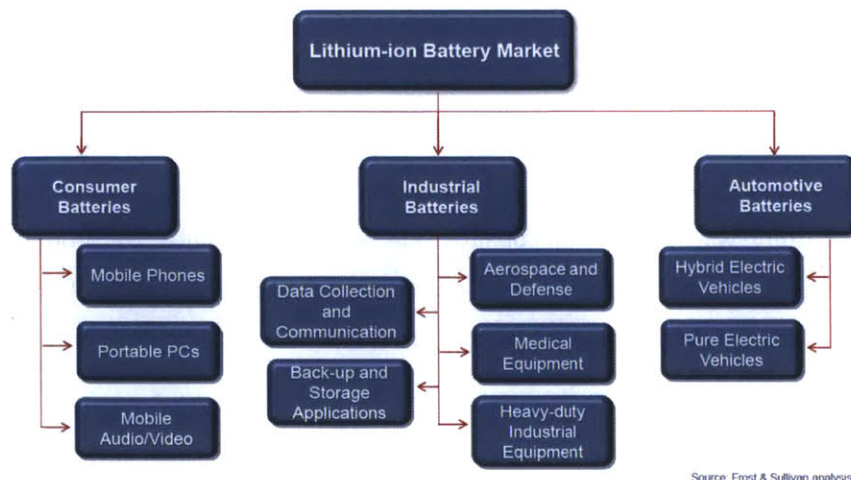 Lithium-ion Battery Market
Consumer
Batteries
Industrial
Batteries
Automotive
Batteries
Mobile Phones
Portable PCs
Mobile
Audio/Video
Data Collection
and
Communication
Back-up and
Storage
Applications
Aerospace and
Defense
Medical
Equipment
Heavy-duty
Industrial
Equipment
Hybrid Electric
Vehicles
Pure Electric
Vehicles
Source: Frost & Sullivan analysis